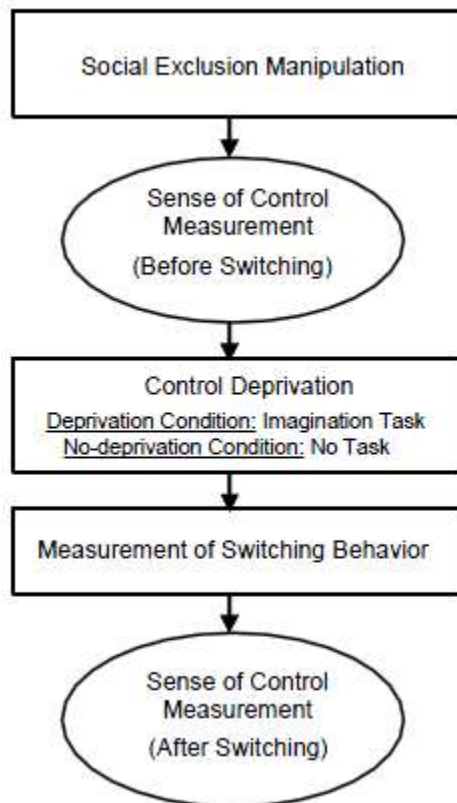 Social Exclusion Manipulation
Sense of Control
Measurement
(Before Switching)
Control Deprivation
Deprivation Condition: Imagination Task
No-deprivation Condition: No Task
Measurement of Switching Behavior
Sense of Control
Measurement
(After Switching)